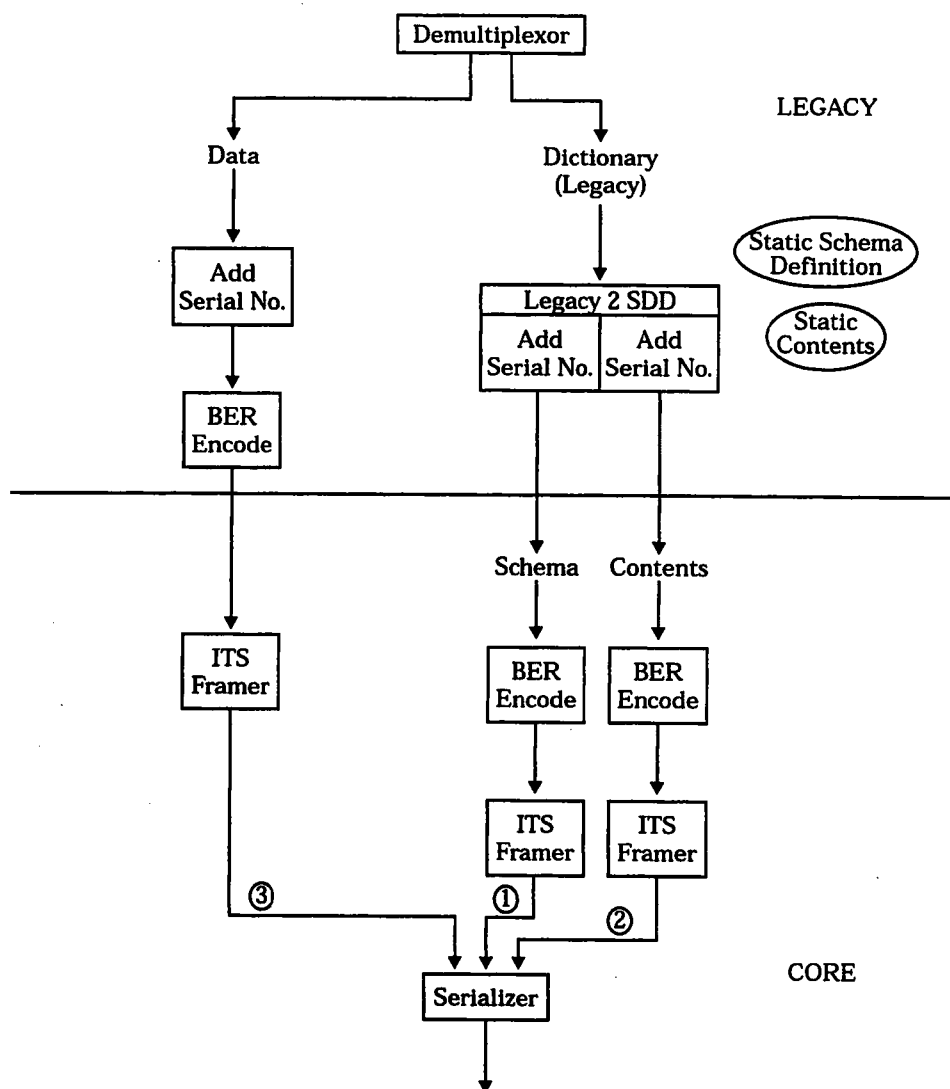 Demultiplexor
LEGACY
Data
Dictionary
(Legacy)
Static Schema
Definition
Add
Serial No.
Legacy 2 SDD
Add
Serial No.
Add
Serial No.
Static
Contents
BER
Encode
Schema
Contents
ITS
Framer
BER
Encode
BER
Encode
ITS
Framer
ITS
Framer
③
①
②
CORE
Serializer